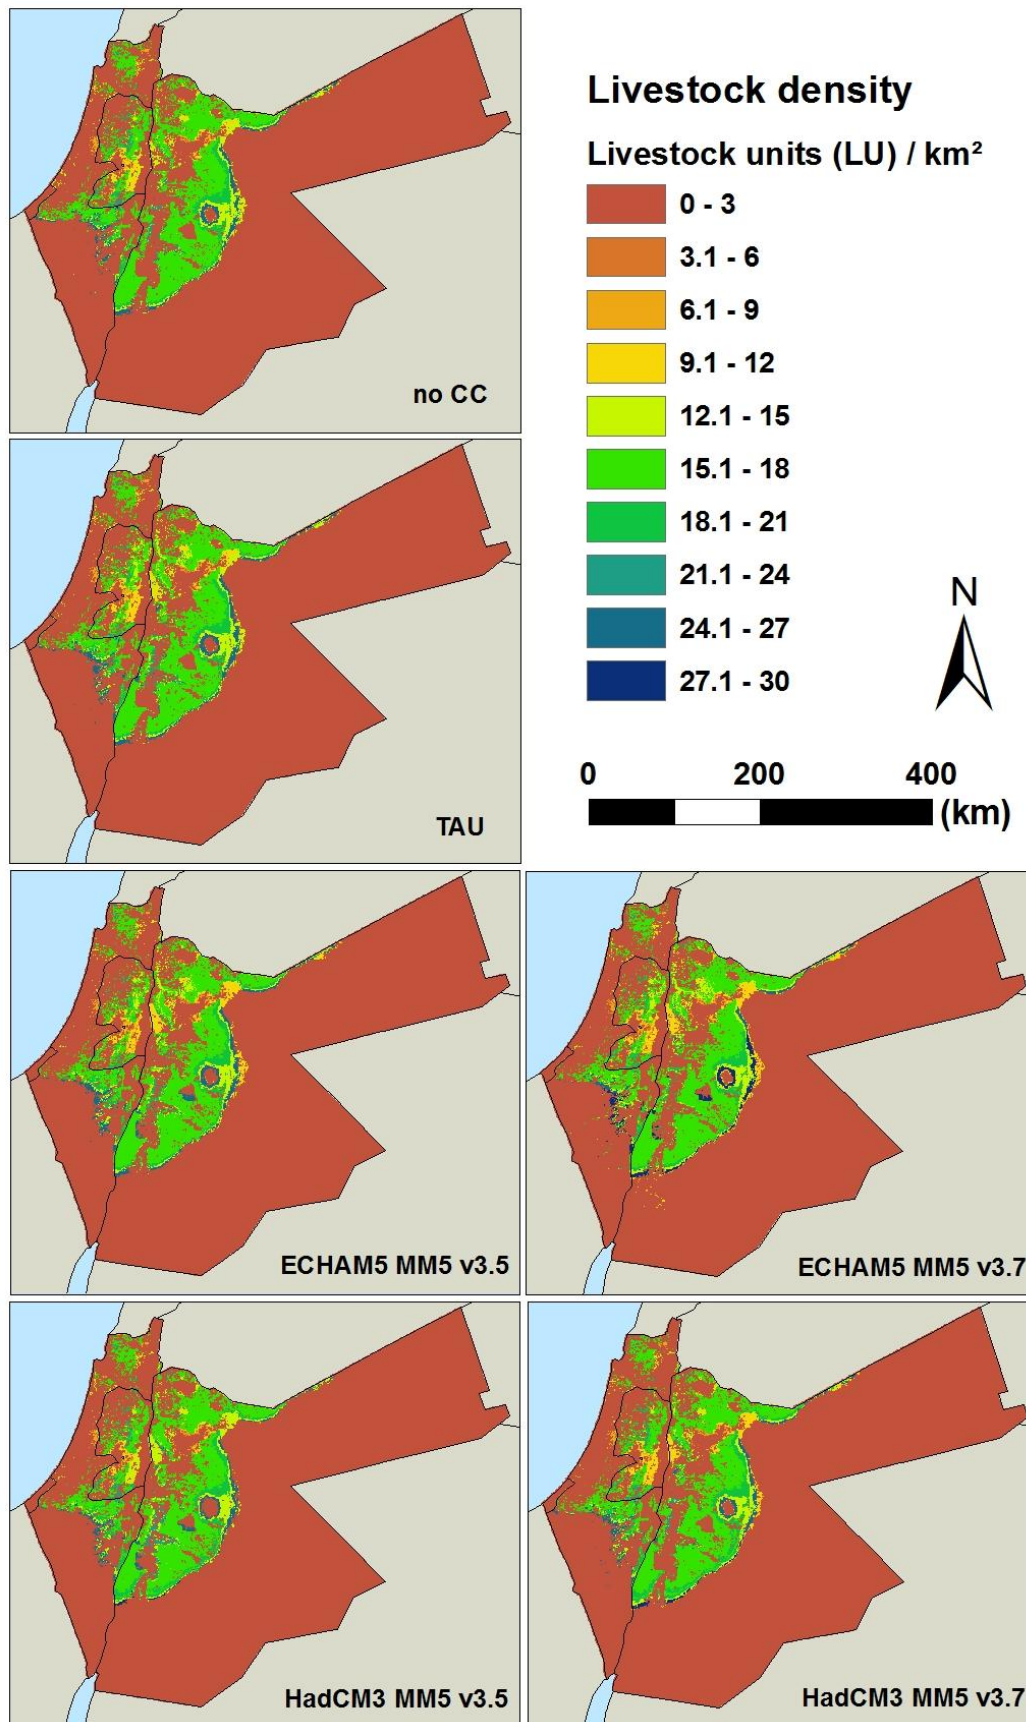 Livestock density
Livestock units (LU) / km²
0 - 3
3.1 - 6
6.1 - 9
9.1 - 12
12.1 - 15
15.1 - 18
18.1 - 21
21.1 - 24
24.1 - 27
27.1 - 30
N
0 200 400
(km)
no CC
TAU
ECHAM5 MM5 v3.5
ECHAM5 MM5 v3.7
HadCM3 MM5 v3.5
HadCM3 MM5 v3.7